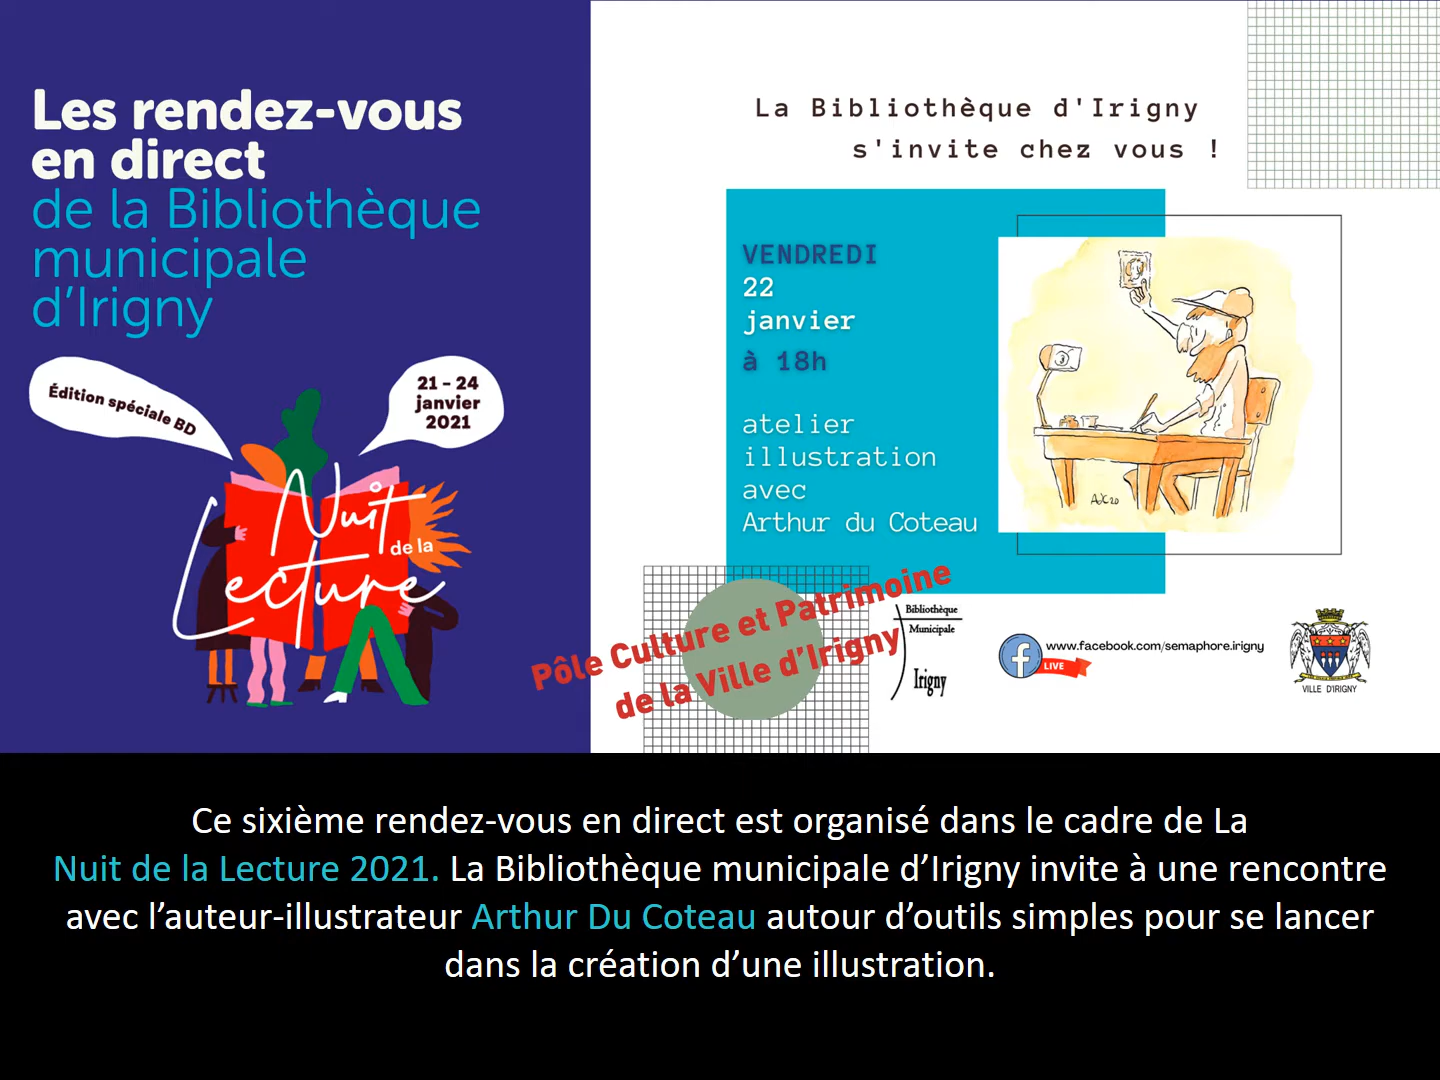 Les rendez-vous
en direct
de la Bibliothèque
municipale
d’Irigny
Édition spéciale BD
21 – 24
janvier
2021
Nuit
de la
Lecture
La Bibliothèque d'Irigny
s'invite chez vous !
VENDREDI
22
janvier
à 18h
atelier
illustration
avec
Arthur du Coteau
3
AdC 20
Pôle Culture et Patrimoine
de la Ville d’Irigny
Bibliothèque
Municipale
Irigny
www.facebook.com/semaphore.irigny
LIVE
VILLE D'IRIGNY
Ce sixième rendez-vous en direct est organisé dans le cadre de La
Nuit de la Lecture 2021. La Bibliothèque municipale d’Irigny invite à une rencontre
avec l’auteur-illustrateur Arthur Du Coteau autour d’outils simples pour se lancer
dans la création d’une illustration.